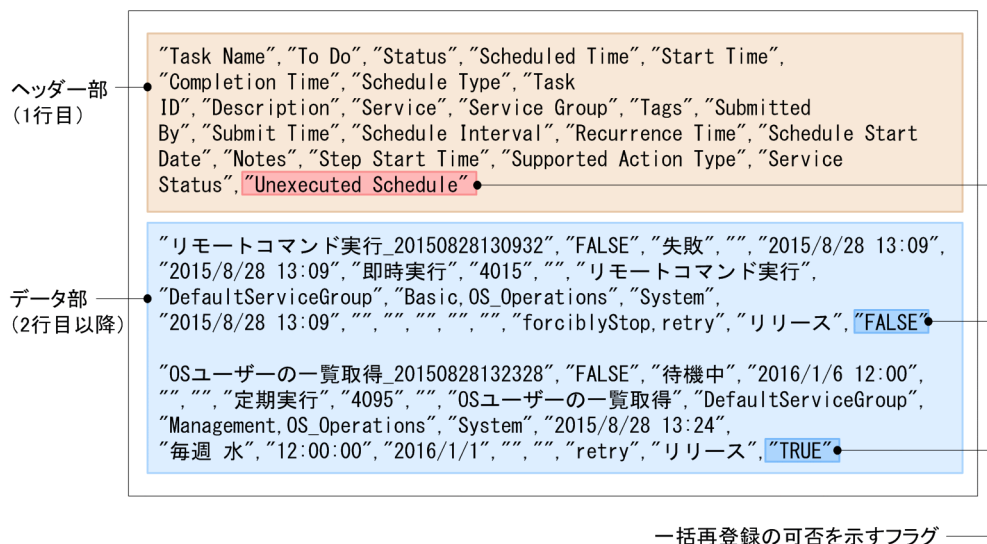 "Task Name","To Do","Status","Scheduled Time","Start Time",
"Completion Time","Schedule Type","Task
ID","Description","Service","Service Group","Tags","Submitted
By","Submit Time","Schedule Interval","Recurrence Time","Schedule Start
Date","Notes","Step Start Time","Supported Action Type","Service
Status","Unexecuted Schedule"
ヘッダー部
(1行目)
"リモートコマンド実行_20150828130932","FALSE","失敗","","2015/8/28 13:09",
"2015/8/28 13:09","即時実行","4015","","リモートコマンド実行",
"DefaultServiceGroup","Basic,OS_Operations","System",
"2015/8/28 13:09","","","","","","forciblyStop,retry","リリース","FALSE"
データ部
(2行目以降)
"OSユーザーの一覧取得_20150828132328","FALSE","待機中","2016/1/6 12:00",
"","","定期実行","4095","","OSユーザーの一覧取得","DefaultServiceGroup",
"Management,OS_Operations","System","2015/8/28 13:24",
"毎週 水","12:00:00","2016/1/1","","","retry","リリース","TRUE"
一括再登録の可否を示すフラグ